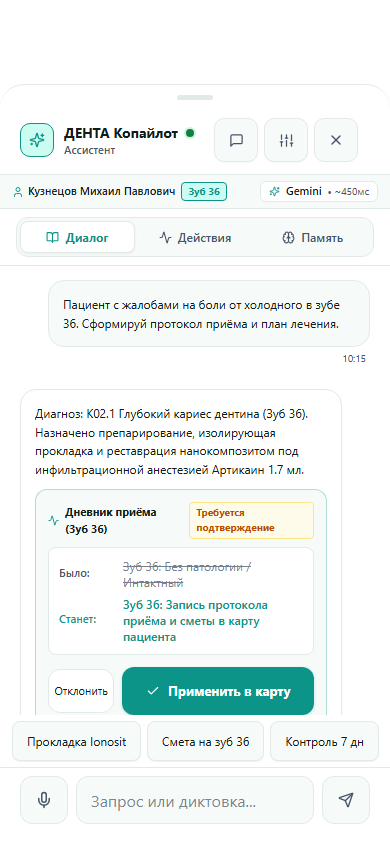 ДЕНТА Копайлот
Ассистент
Кузнецов Михаил Павлович
Зуб 36
Gemini • ~450мс
Диалог
Действия
Память
Пациент с жалобами на боли от холодного в зубе
36. Сформируй протокол приёма и план лечения.
10:15
Диагноз: K02.1 Глубокий кариес дентина (Зуб 36).
Назначено препарирование, изолирующая
прокладка и реставрация нанокомпозитом под
инфильтрационной анестезией Артикаин 1.7 мл.
Дневник приёма
(Зуб 36)
Требуется
подтверждение
Было:
Зуб 36: Без патологии /
Интактный
Станет:
Зуб 36: Запись протокола
приёма и сметы в карту
пациента
Отклонить
Применить в карту
Прокладка Ionosit
Смета на зуб 36
Контроль 7 дн
Запрос или диктовка...